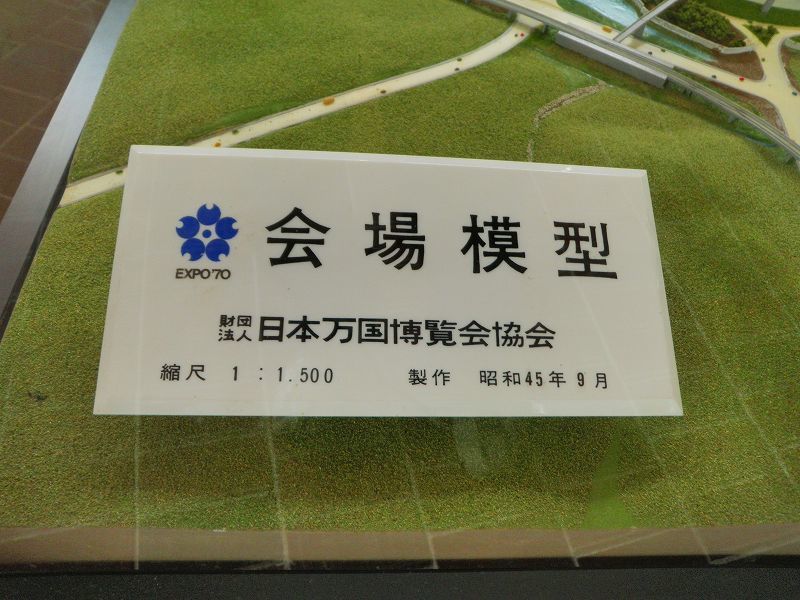 会場模型
EXPO'70
財団法人 日本万国博覧会協会
縮尺 1 : 1.500 製作 昭和45年9月